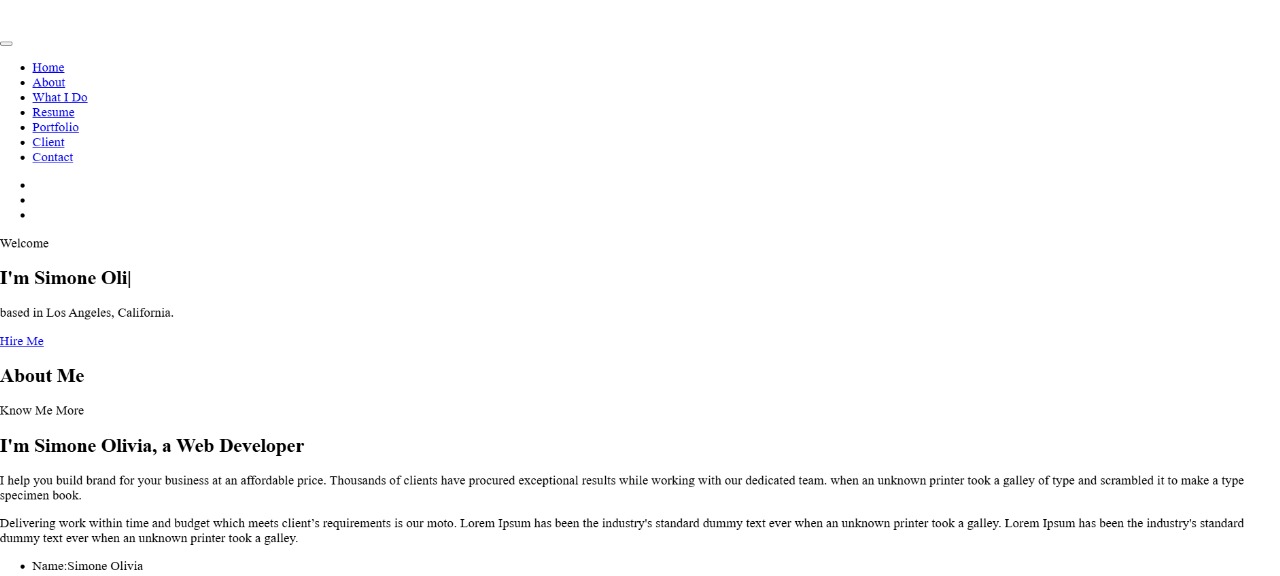 Home
About
What I Do
Resume
Portfolio
Client
Contact
Welcome
I'm Simone Oli|
based in Los Angeles, California.
Hire Me
About Me
Know Me More
I'm Simone Olivia, a Web Developer
I help you build brand for your business at an affordable price. Thousands of clients have procured exceptional results while working with our dedicated team. when an unknown printer took a galley of type and scrambled it to make a type
specimen book.
Delivering work within time and budget which meets client’s requirements is our moto. Lorem Ipsum has been the industry's standard dummy text ever when an unknown printer took a galley. Lorem Ipsum has been the industry's standard
dummy text ever when an unknown printer took a galley.
Name:Simone Olivia